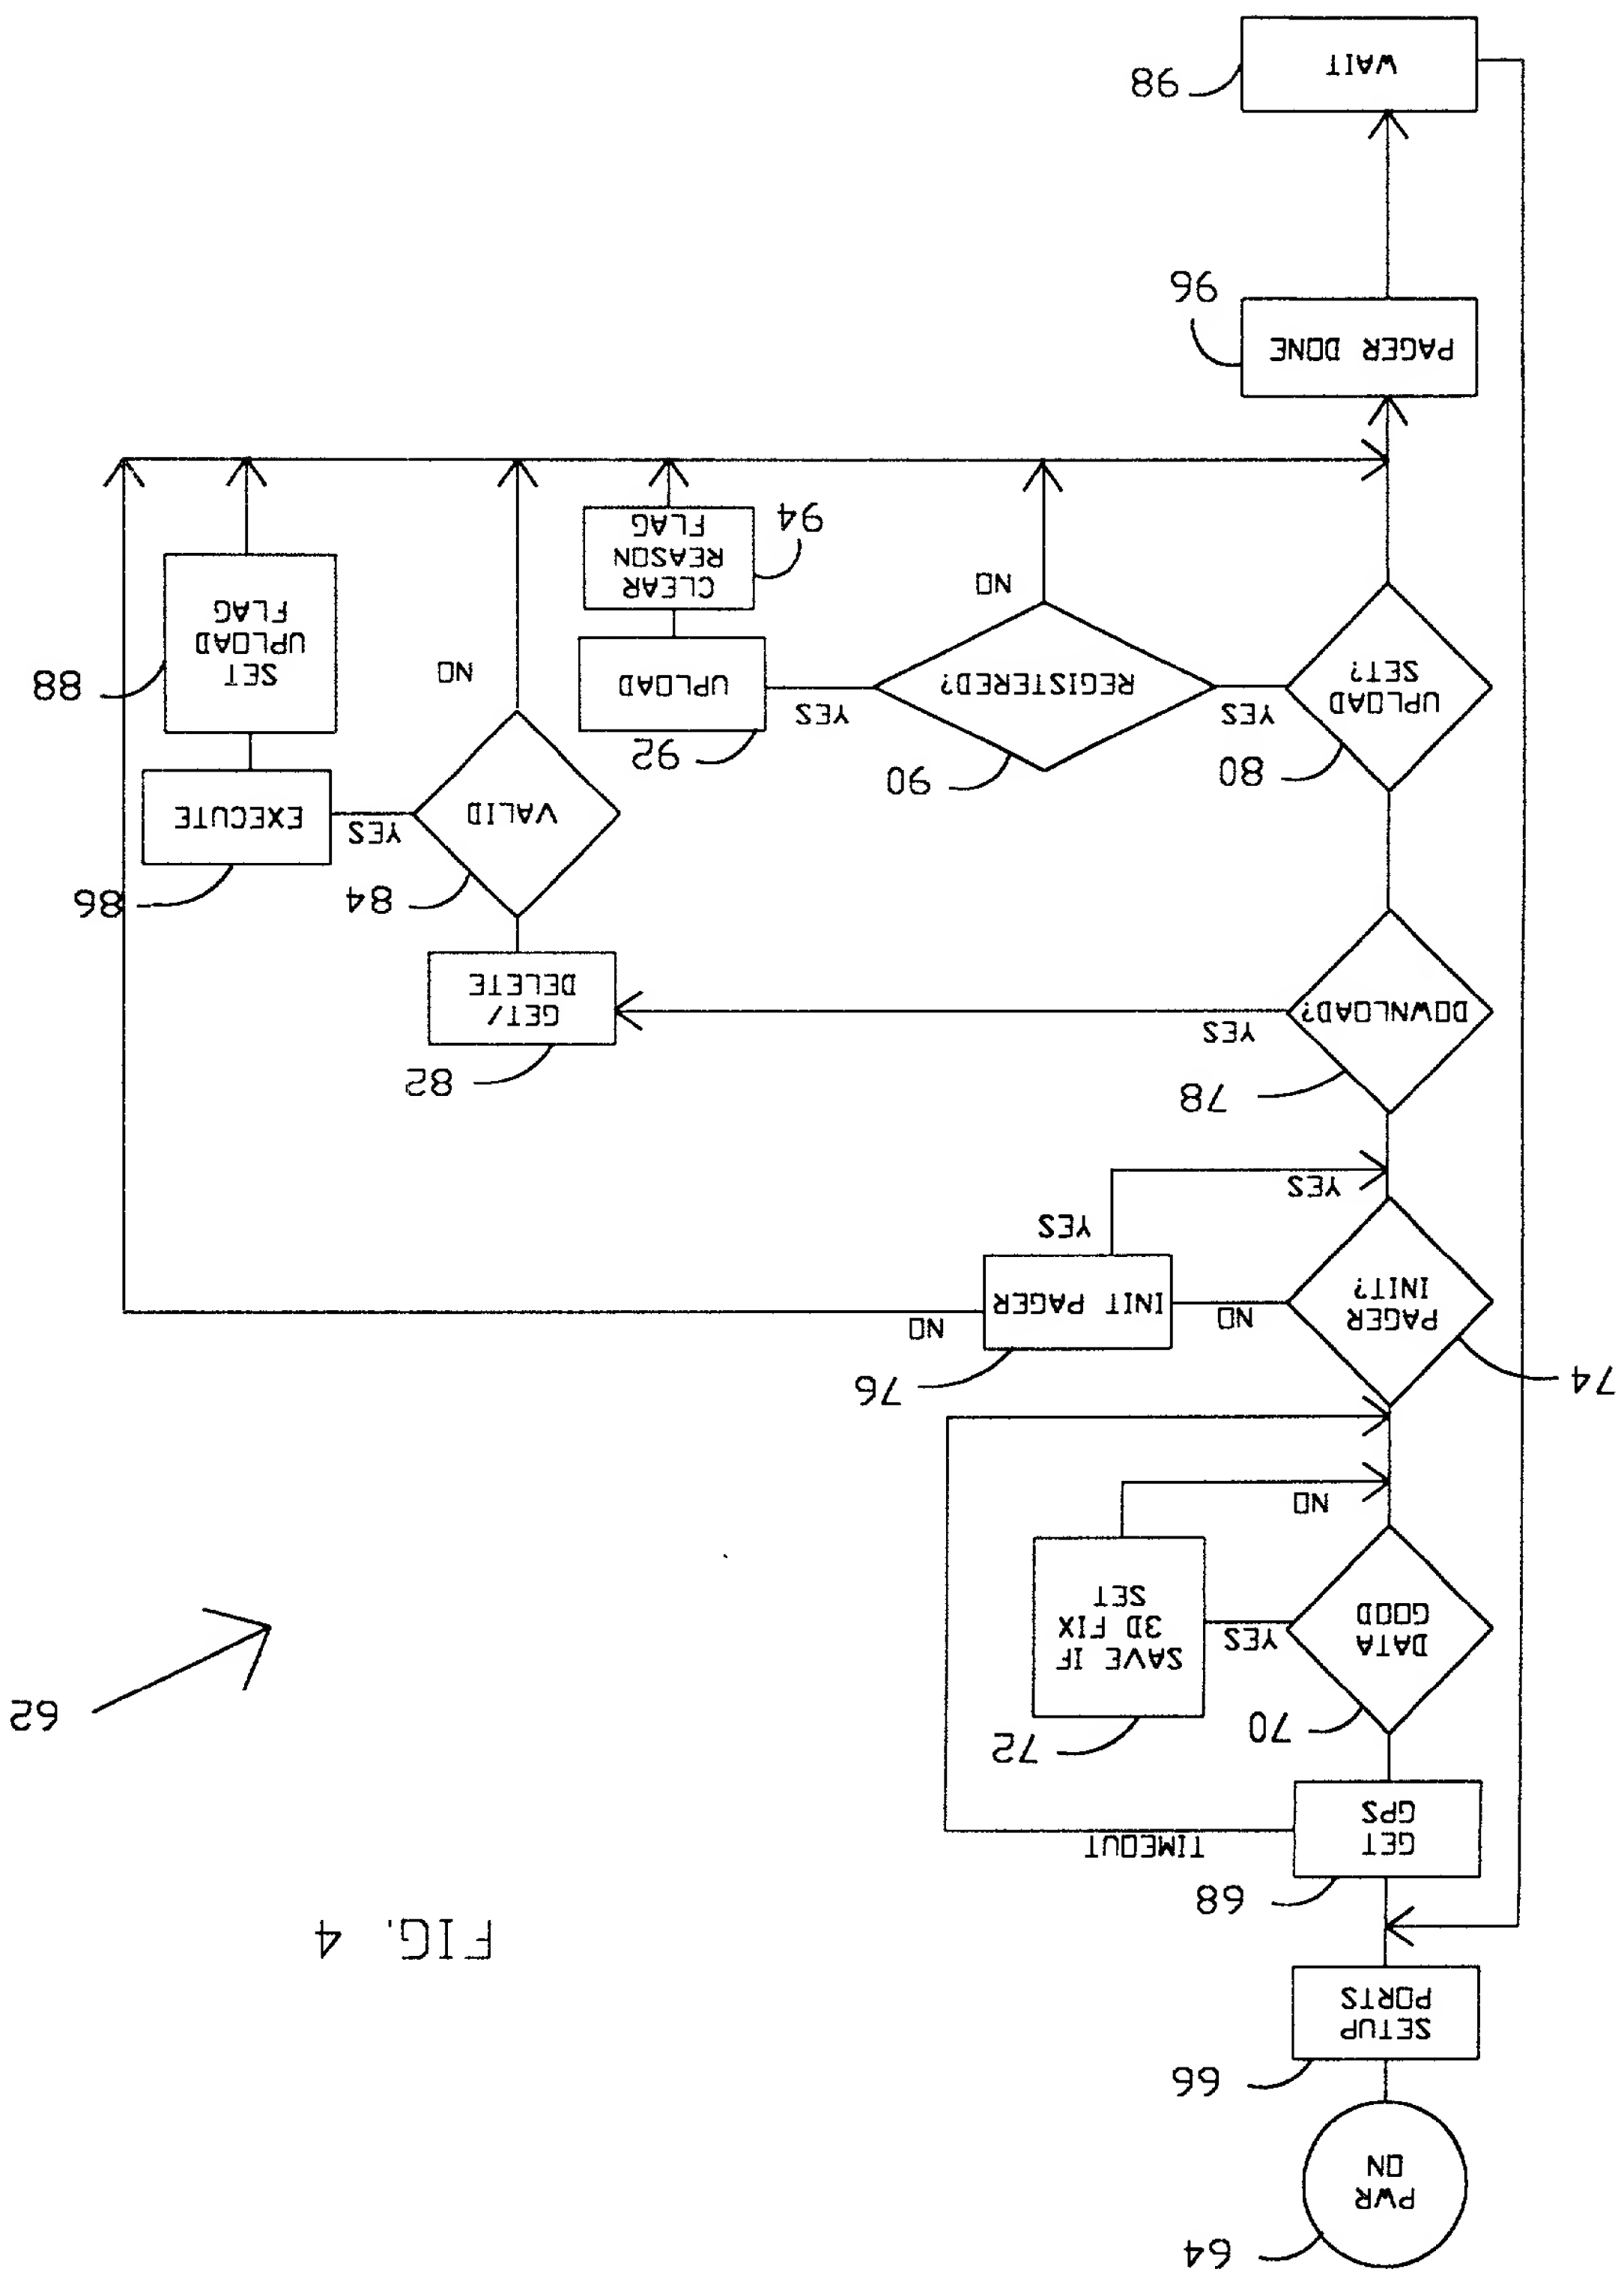 64
PWR
ON
66
SETUP
PORTS
FIG. 4
68
GET
GPS
TIMEOUT
70
72
62
DATA
GOOD
YES
SAVE IF
3D FIX
SET
NO
74
76
PAGER
INIT?
NO
INIT PAGER
NO
YES
YES
78
82
DOWNLOAD?
YES
GET/
DELETE
84
86
VALID
YES
EXECUTE
NO
88
SET
UPLOAD
FLAG
80
90
92
UPLOAD
SET?
YES
REGISTERED?
YES
UPLOAD
NO
94
CLEAR
REASON
FLAG
PAGER DONE
96
WAIT
98